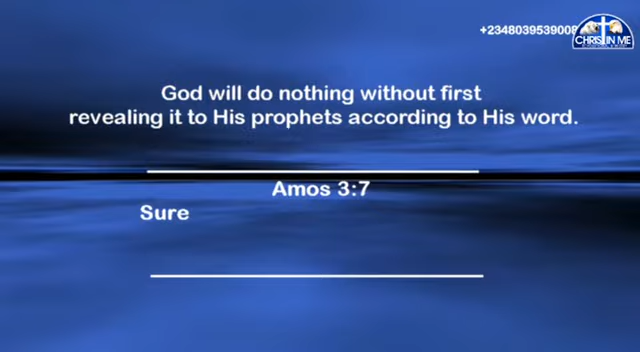 +2348039539008
CHRIST IN ME
God will do nothing without first
revealing it to His prophets according to His word.
Amos 3:7
Sure